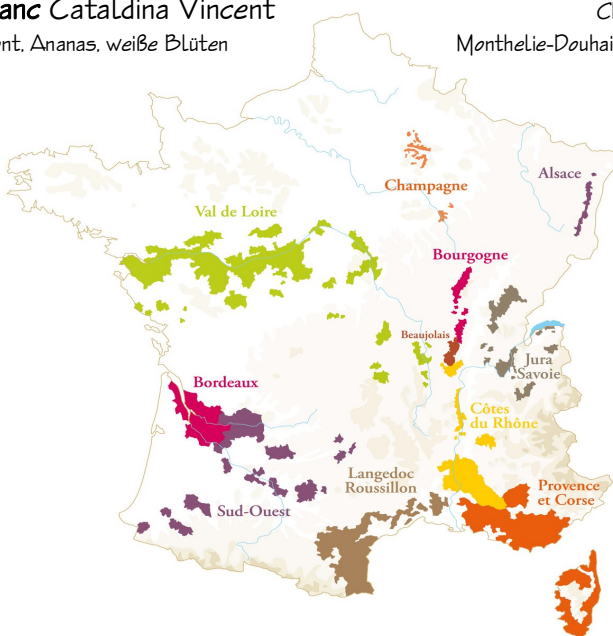 anc Cataldina Vincent
nt, Ananas, weiße Blüten
Monthelie-Douhai
Champagne
Alsace
Val de Loire
Bourgogne
Beaujolais
Jura
Savoie
Bordeaux
Côtes
du Rhône
Langedoc
Roussillon
Provence
et Corse
Sud-Ouest